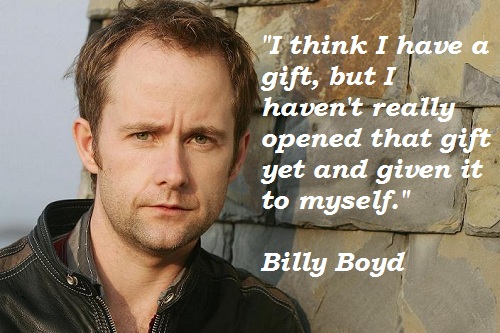 "I think I have a
gift, but I
haven't really
opened that gift
yet and given it
to myself."
Billy Boyd